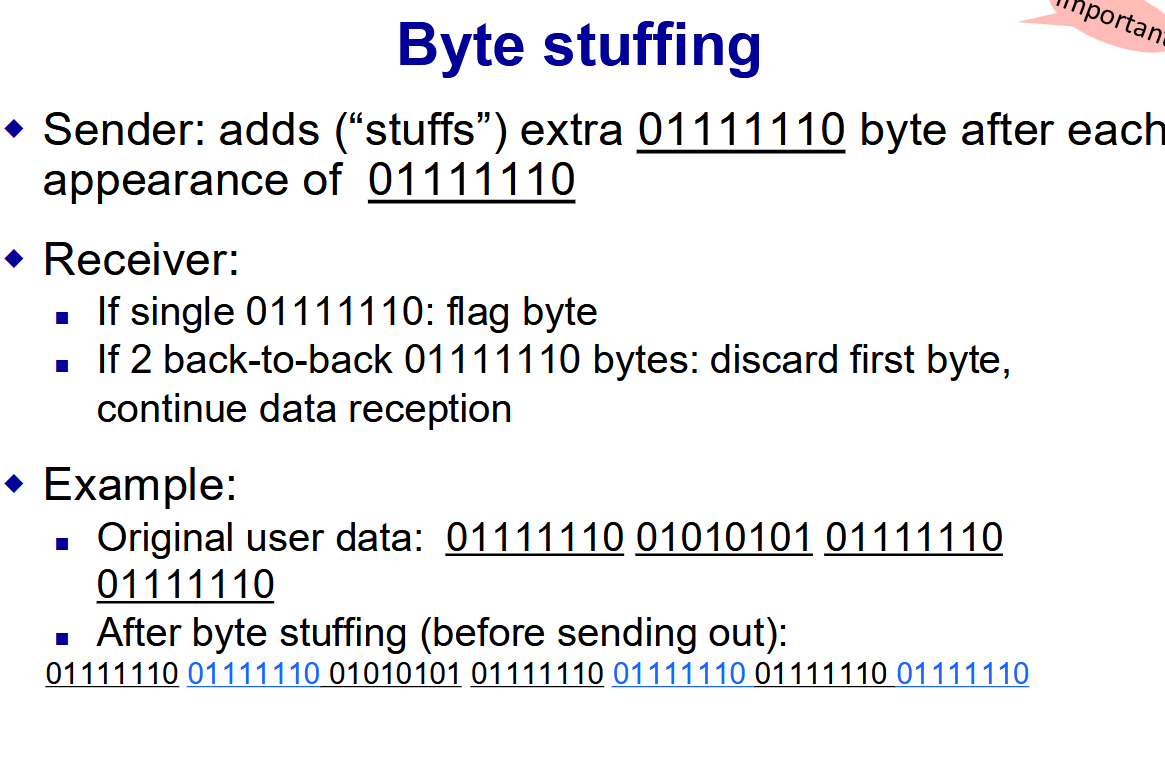 important
Byte stuffing
◆ Sender: adds (“stuffs”) extra 01111110 byte after each
appearance of 01111110
◆ Receiver:
■ If single 01111110: flag byte
■ If 2 back-to-back 01111110 bytes: discard first byte,
continue data reception
◆ Example:
■ Original user data: 01111110 01010101 01111110
01111110
■ After byte stuffing (before sending out):
01111110 01111110 01010101 01111110 01111110 01111110 01111110